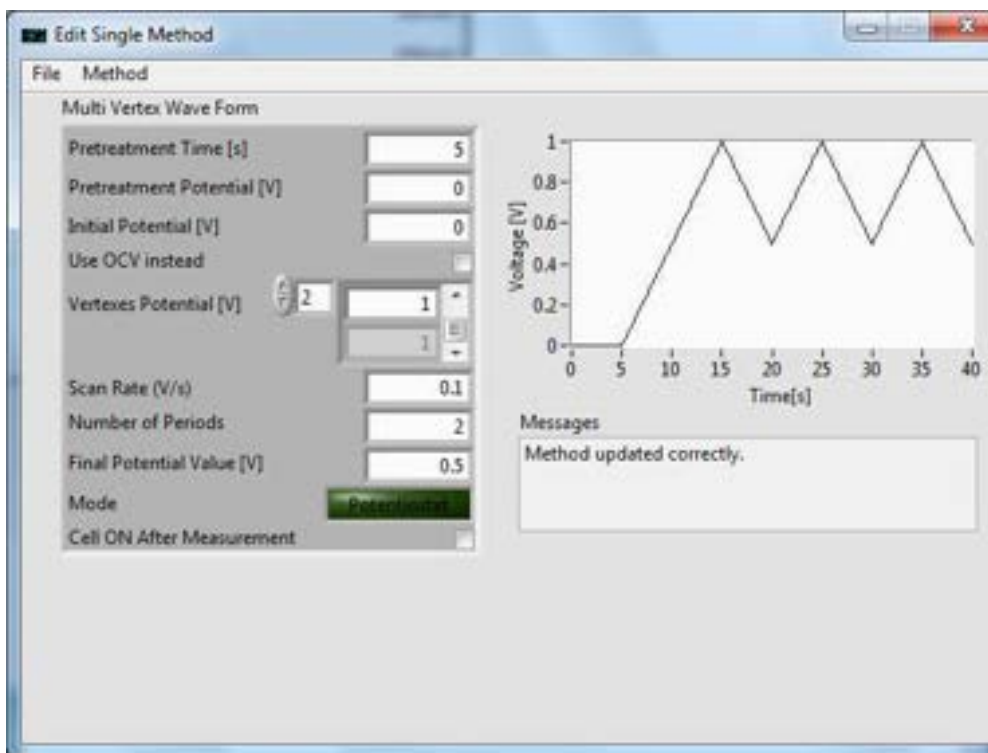 Edit Single Method
File Method
Multi Vertex Wave Form
Pretreatment Time [s] 5
Pretreatment Potential [V] 0
Initial Potential [V] 0
Use OCV instead
Vertexes Potential [V] 2 1
1
Scan Rate (V/s) 0.1
Number of Periods 2
Final Potential Value [V] 0.5
Mode Potentiostat
Cell ON After Measurement
Voltage [V]
1
0.8
0.6
0.4
0.2
0
0 5 10 15 20 25 30 35 40
Time[s]
Messages
Method updated correctly.